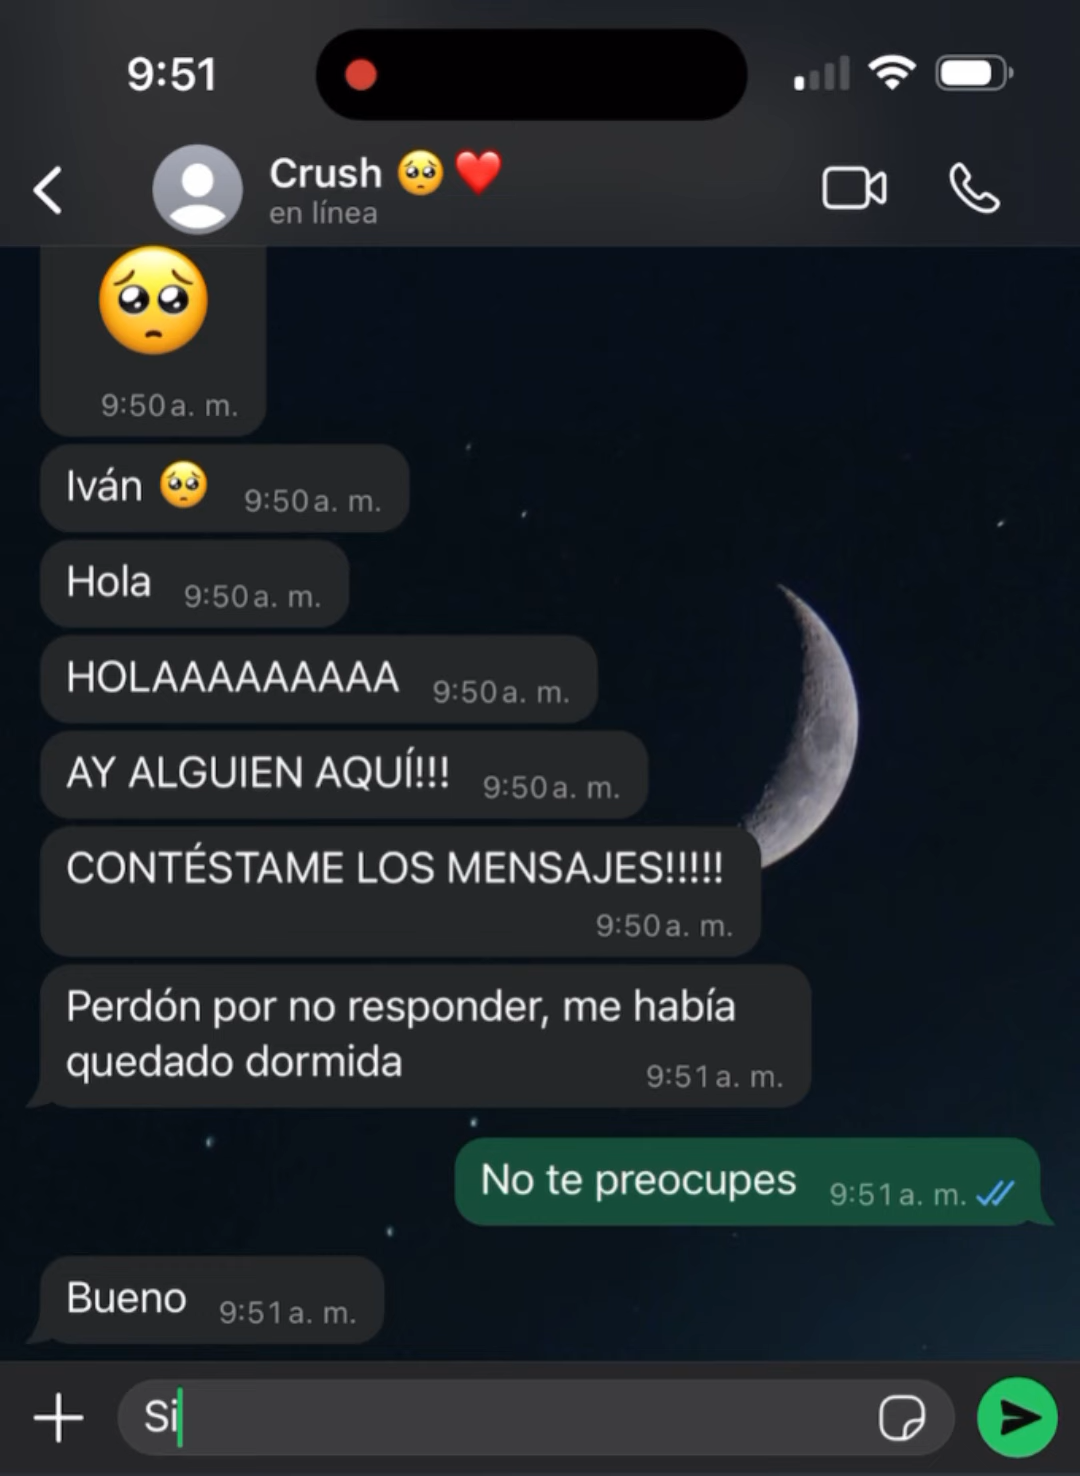 9:51
Crush 🥺❤️
en línea
🥺
9:50 a. m.
Iván 🥺 9:50 a. m.
Hola 9:50 a. m.
HOLAAAAAAAAA 9:50 a. m.
AY ALGUIEN AQUÍ!!! 9:50 a. m.
CONTÉSTAME LOS MENSAJES!!!!!
9:50 a. m.
Perdón por no responder, me había
quedado dormida 9:51 a. m.
No te preocupes 9:51 a. m.
Bueno 9:51 a. m.
Si